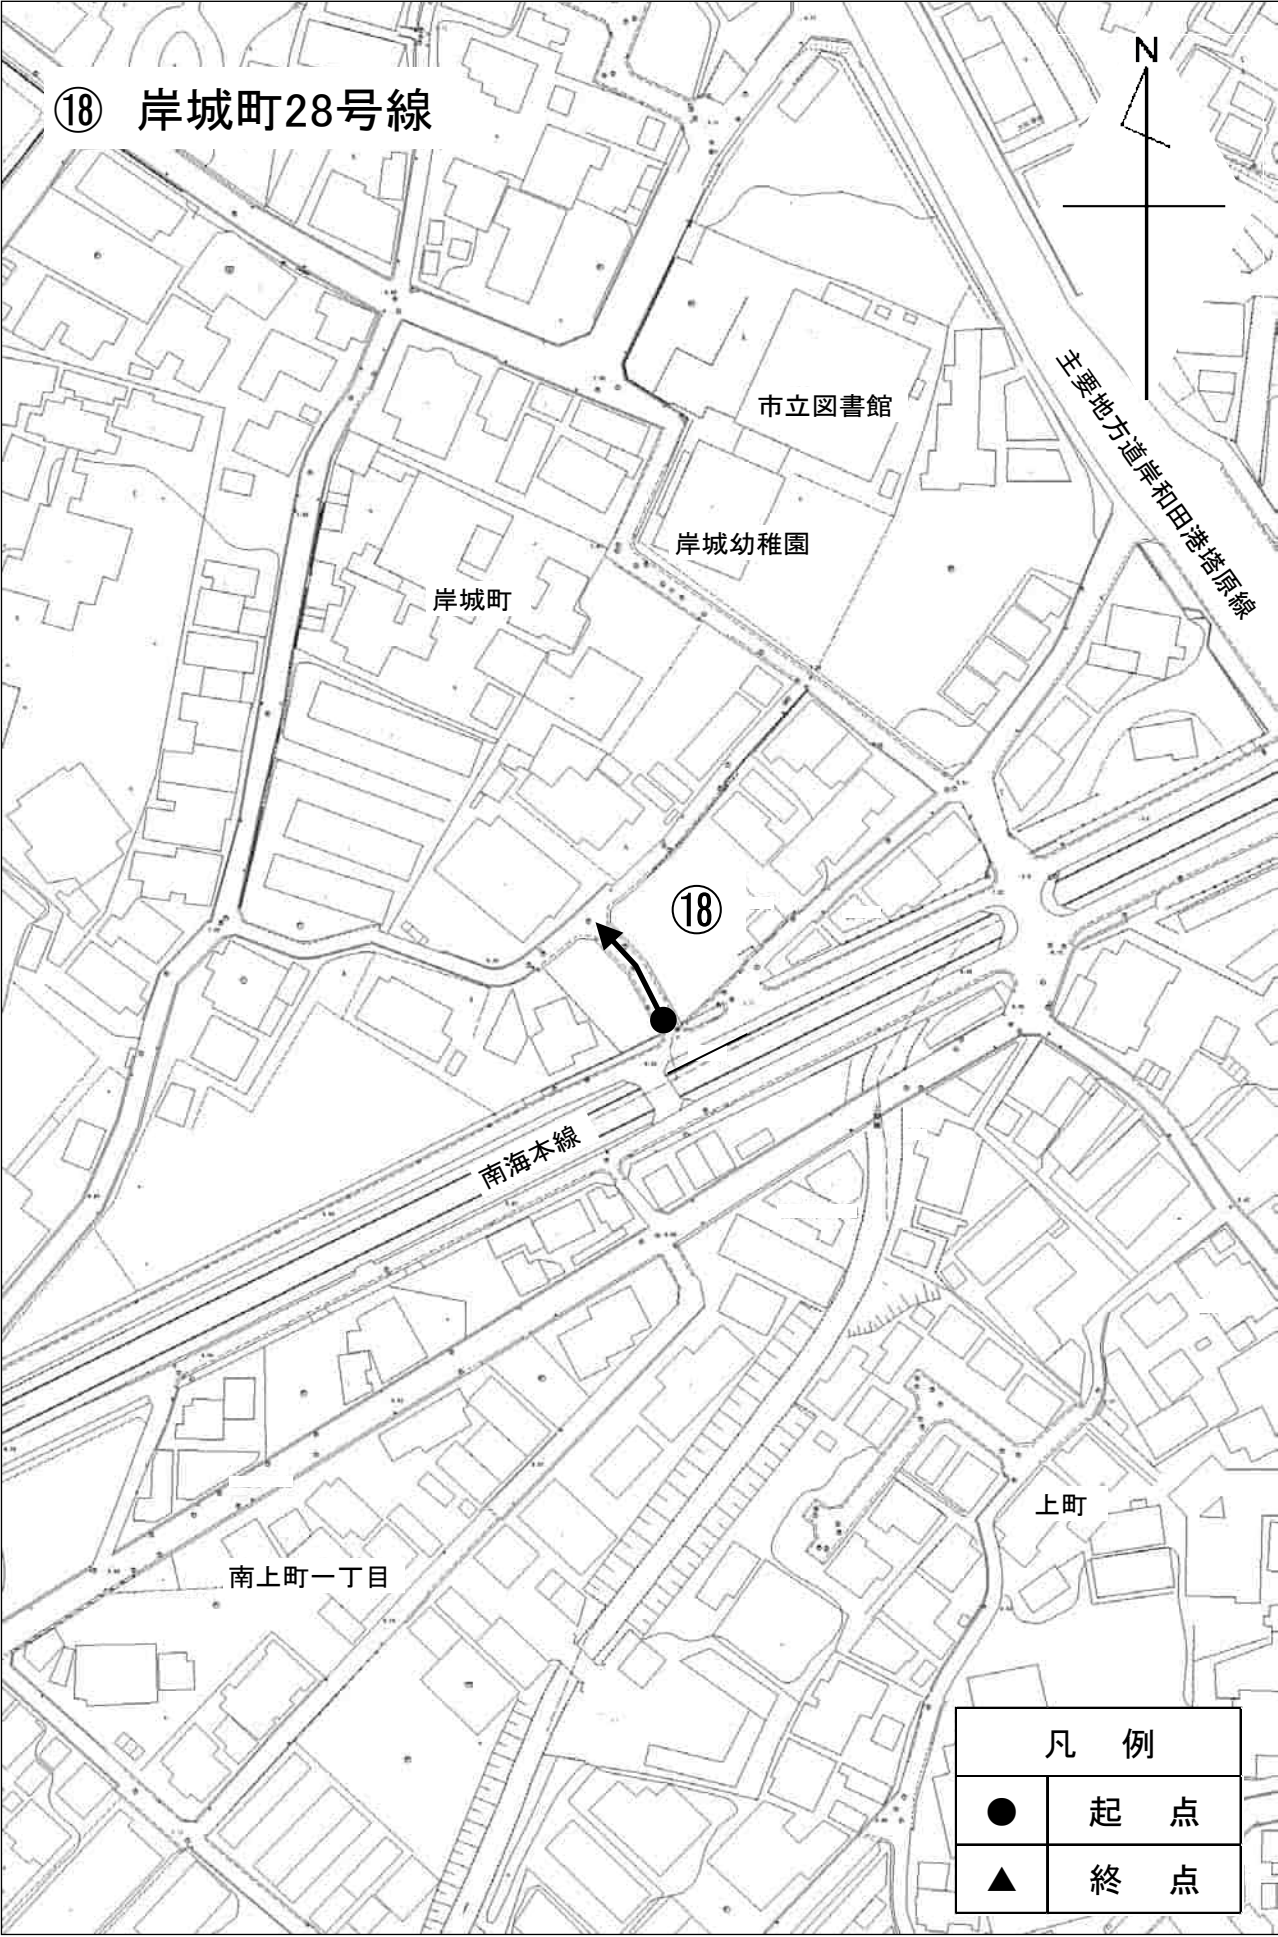 N
⑱ 岸城町28号線
市立図書館
主要地方道岸和田港塔原線
岸城幼稚園
岸城町
⑱
南海本線
上町
南上町一丁目
凡 例
● 起 点
▲ 終 点